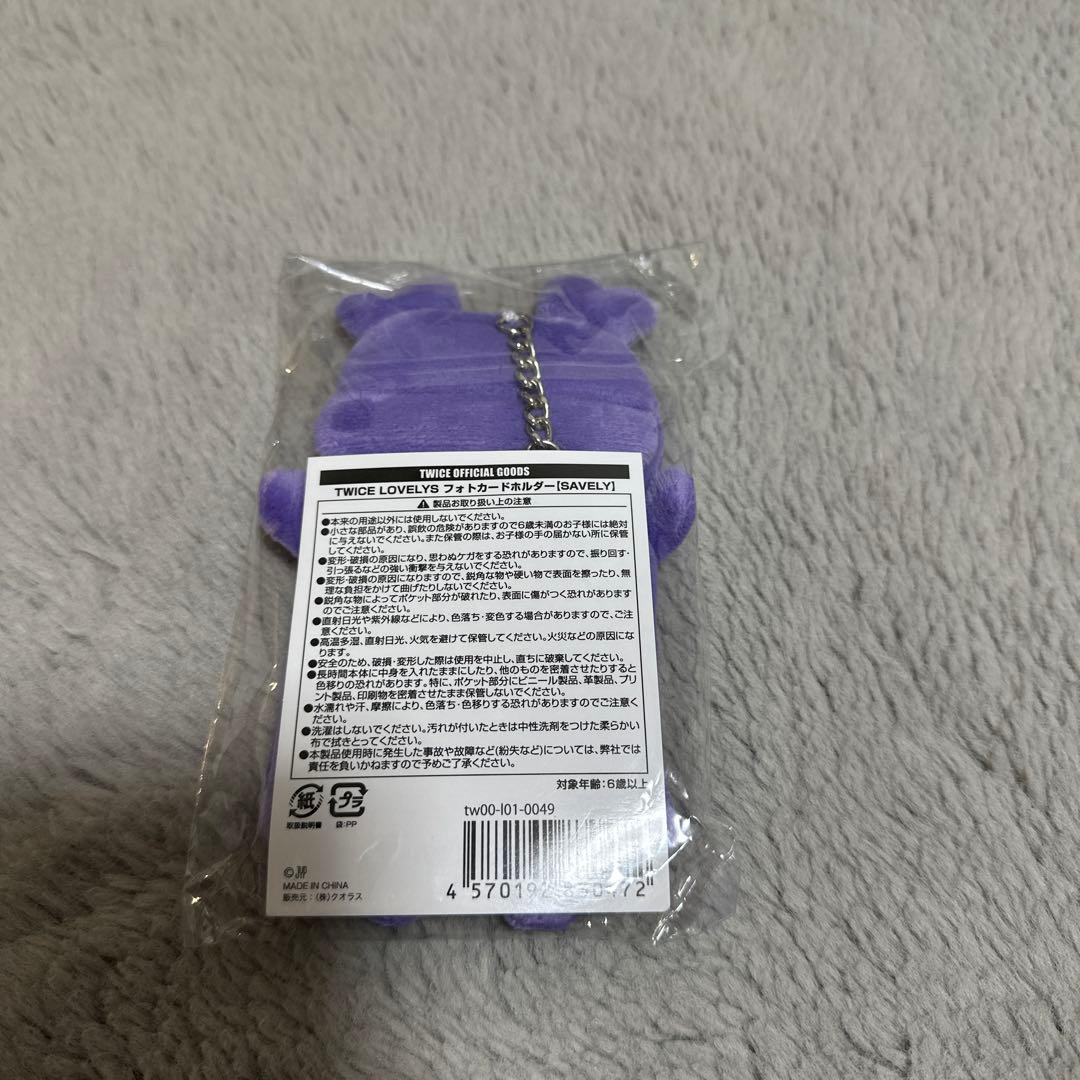 TWICE OFFICIAL GOODS
TWICE LOVELYS フォトカードホルダー【SAVELY】
製品お取り扱い上の注意
●本来の用途以外には使用しないでください。
●小さな部品があり、誤飲の危険がありますので6歳未満のお子様には絶対
に与えないでください。また保管の際は、お子様の手の届かない所に保管
してください。
●変形・破損の原因になり、思わぬケガをする恐れがありますので、振り回す・
引っ張るなどの強い衝撃を与えないでください。
●変形・破損の原因になりますので、鋭角な物や硬い物で表面を擦ったり、無
理な負担をかけて曲げたりしないでください。
●鋭角な物によってポケット部分が破れたり、表面に傷がつく恐れがあります
のでご注意ください。
●直射日光や紫外線などにより、色落ち・変色する場合がありますので、ご注
意ください。
●高温多湿、直射日光、火気を避けて保管してください。火災などの原因にな
ります。
●安全のため、破損・変形した際は使用を中止し、直ちに破棄してください。
●長時間本体に中身を入れたままにしたり、他のものを密着させたりすると
色移りの恐れがあります。特に、ポケット部分にビニール製品、革製品、プリ
ント製品、印刷物を密着させたまま保管しないでください。
●水濡れや汗、摩擦により、色落ち・色移りする恐れがありますのでご注意く
ださい。
●洗濯はしないでください。汚れが付いたときは中性洗剤をつけた柔らかい
布で拭きとってください。
●本製品使用時に発生した事故や故障など(紛失など)については、弊社では
責任を負いかねますので予めご了承ください。
対象年齢:6歳以上
紙 プラ
取扱説明書 袋:PP
tw00-l01-0049
© JYP
MADE IN CHINA
販売元:(株)クオラス
4 570192